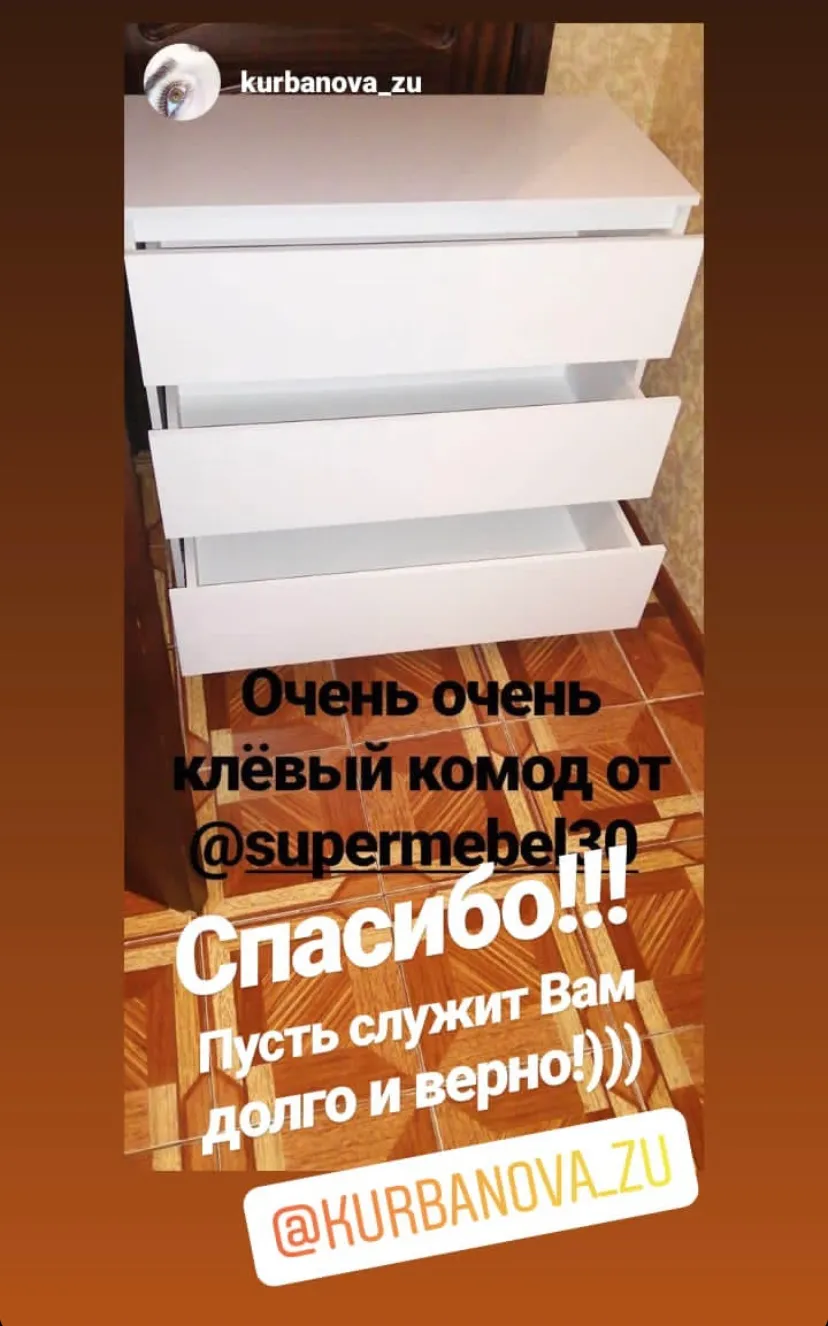 kurbanova_zu
Очень очень
клёвый комод от
@supermebel30
Спасибо!!!
Пусть служит Вам
долго и верно!)))
@KURBANOVA_ZU